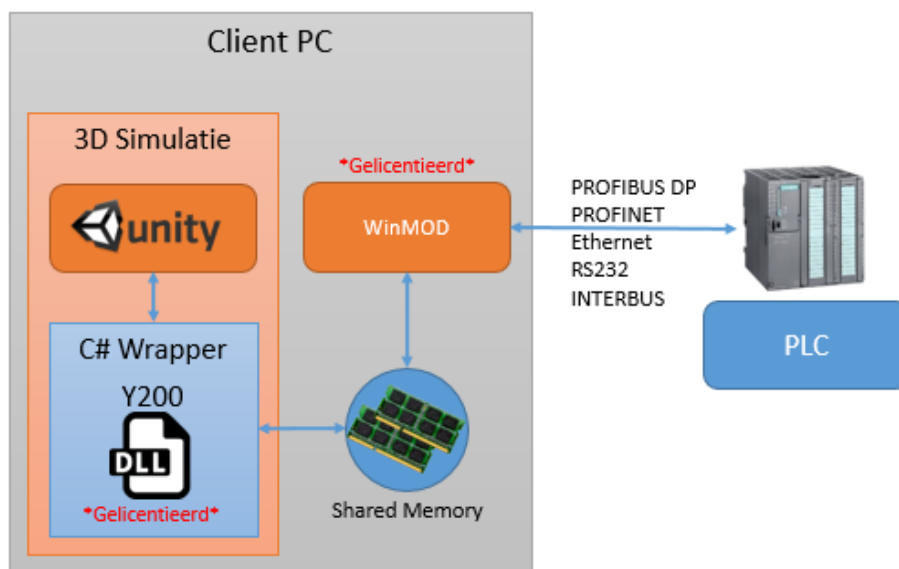 Client PC
3D Simulatie
unity
C# Wrapper
Y200
DLL
*Gelicentieerd*
*Gelicentieerd*
WinMOD
Shared Memory
PROFIBUS DP
PROFINET
Ethernet
RS232
INTERBUS
PLC